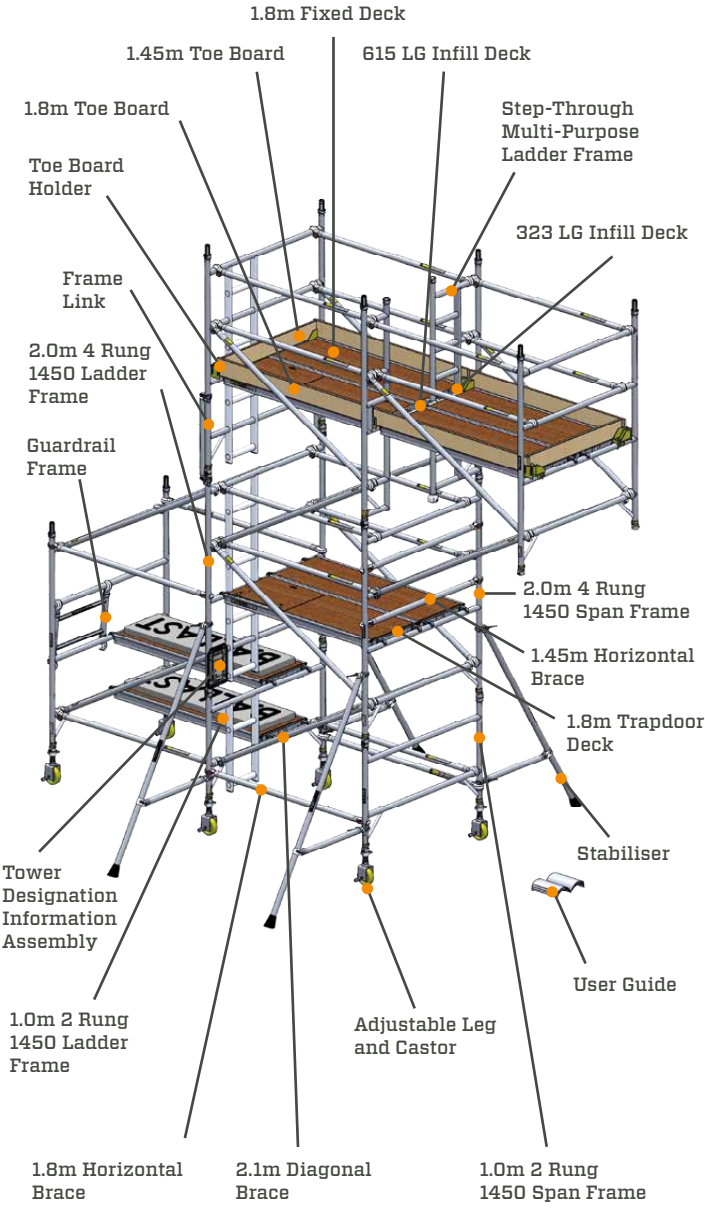 1.8m Fixed Deck
1.45m Toe Board
615 LG Infill Deck
1.8m Toe Board
Step-Through
Multi-Purpose
Ladder Frame
Toe Board
Holder
323 LG Infill Deck
Frame
Link
2.0m 4 Rung
1450 Ladder
Frame
Guardrail
Frame
BALLAST
BALLAST
2.0m 4 Rung
1450 Span Frame
1.45m Horizontal
Brace
1.8m Trapdoor
Deck
Stabiliser
Tower
Designation
Information
Assembly
User Guide
1.0m 2 Rung
1450 Ladder
Frame
Adjustable Leg
and Castor
1.8m Horizontal
Brace
2.1m Diagonal
Brace
1.0m 2 Rung
1450 Span Frame